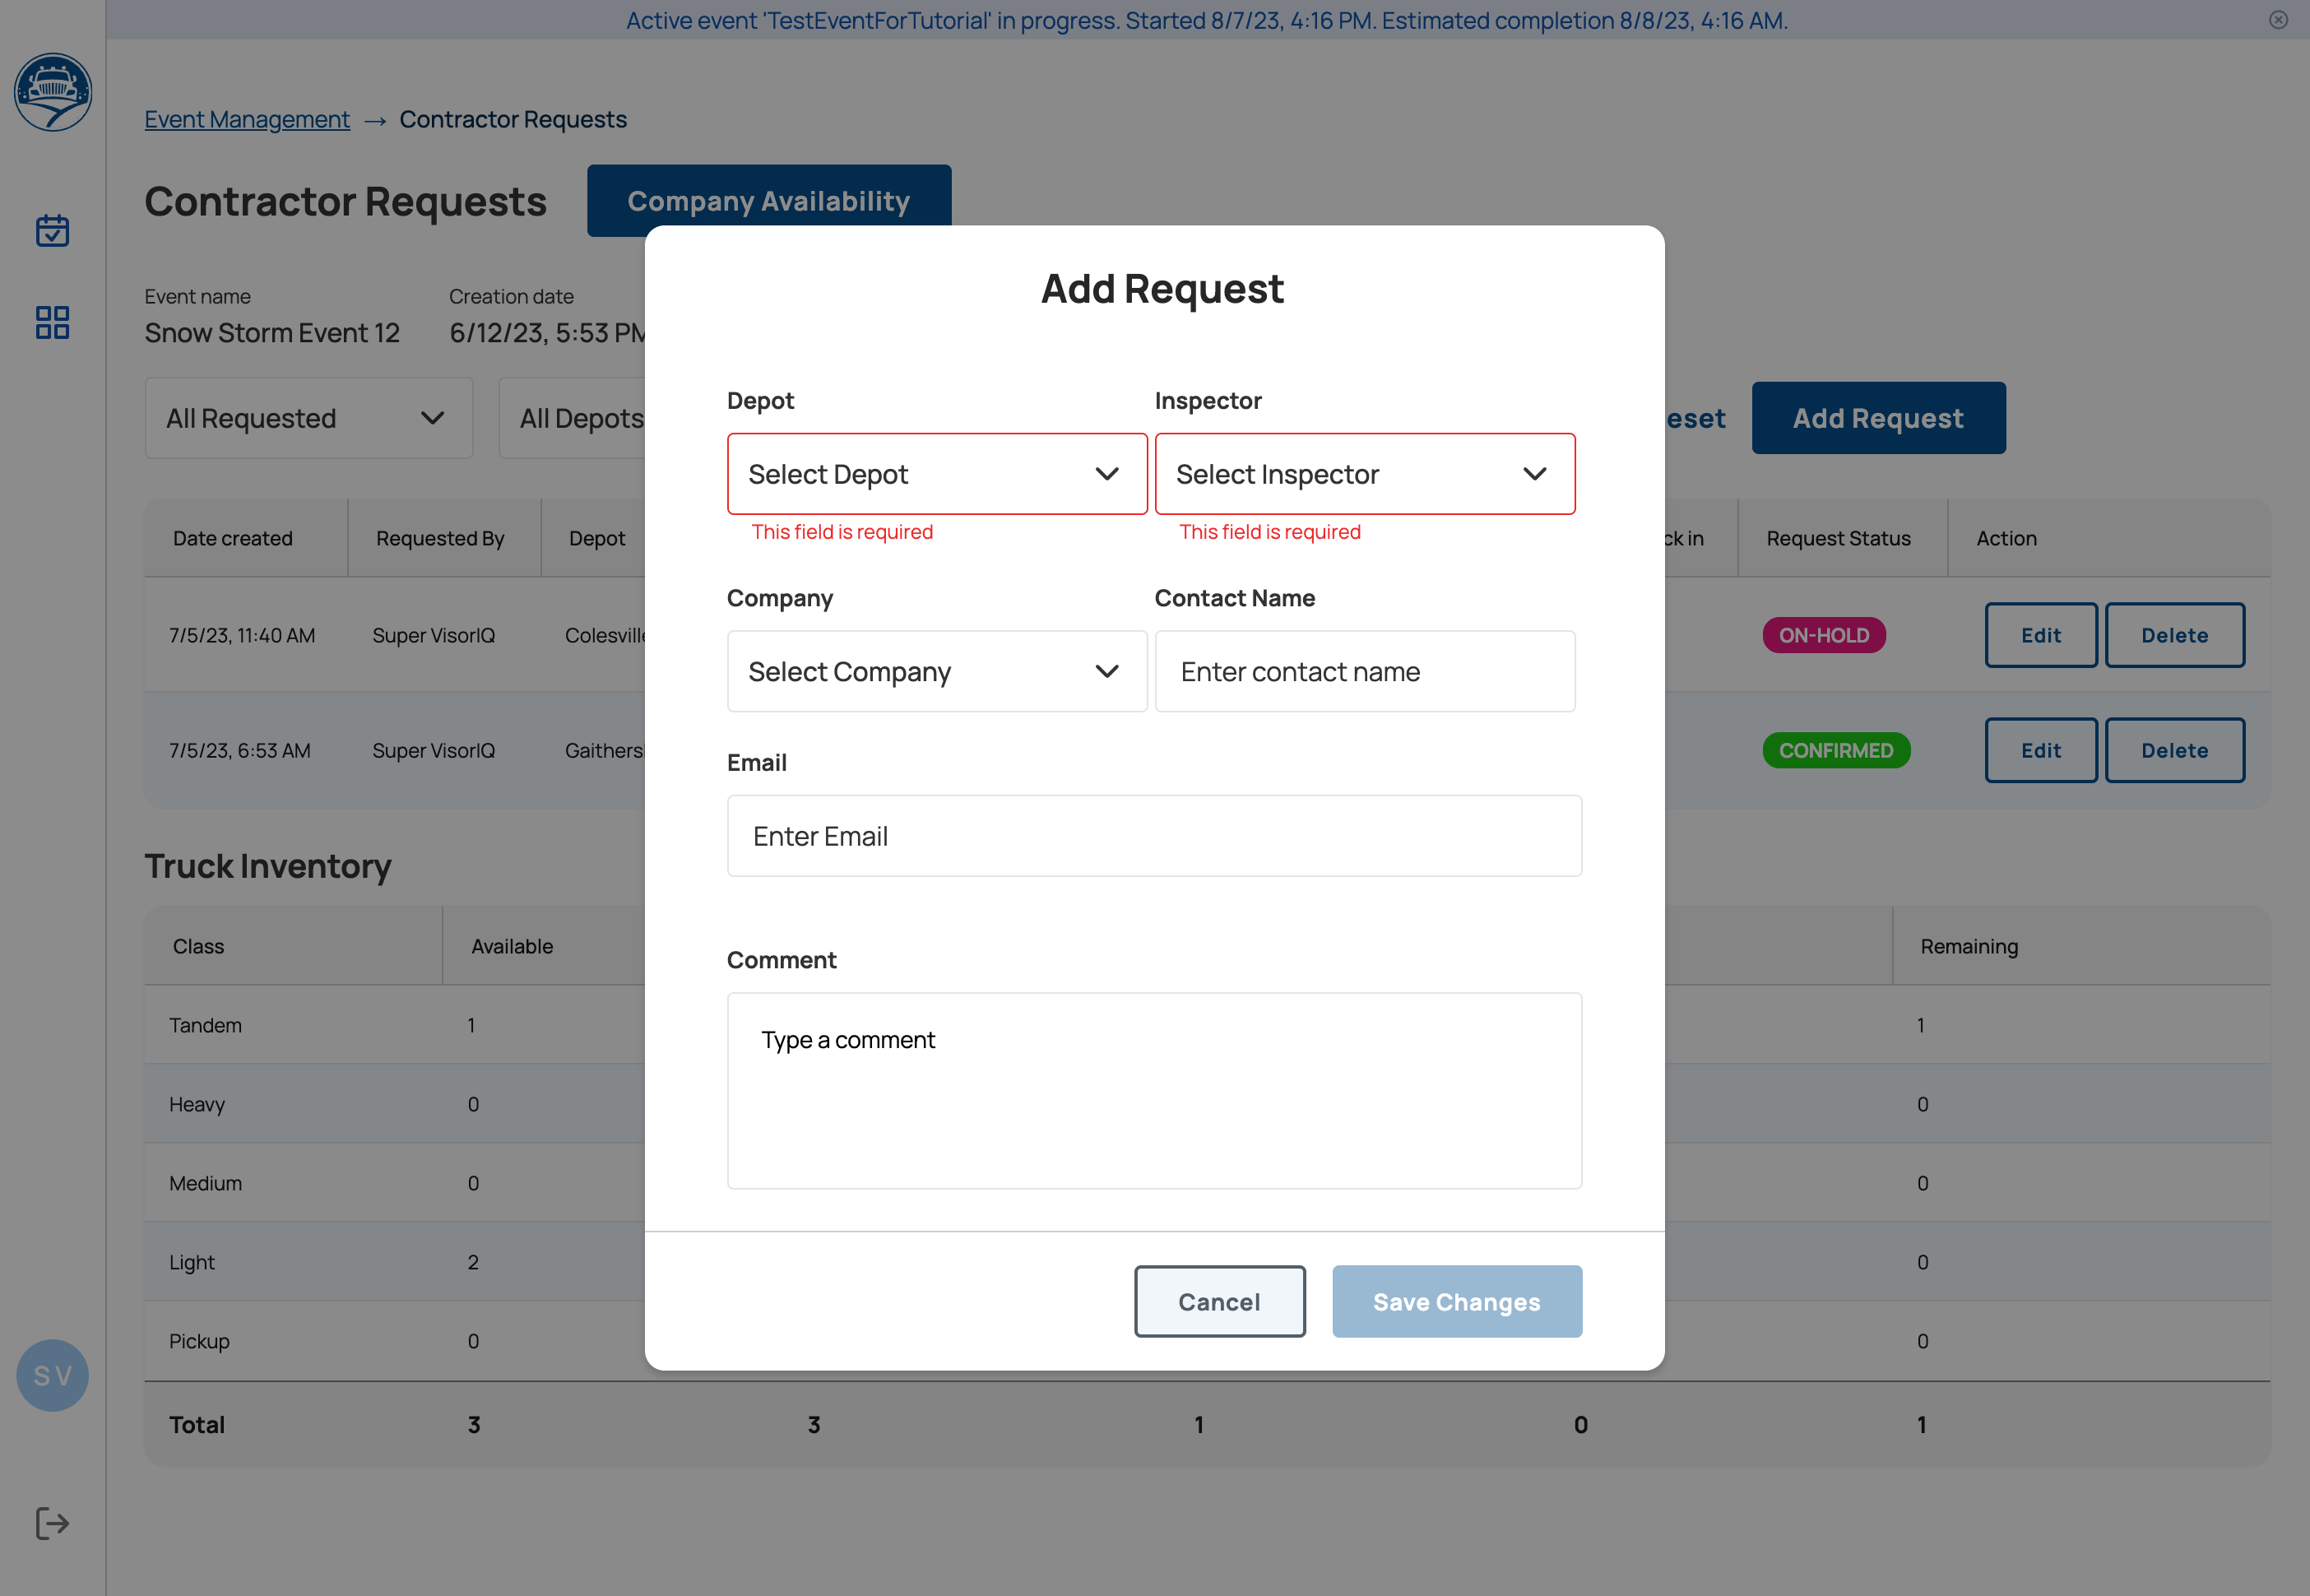 Active event 'TestEventForTutorial' in progress. Started 8/7/23, 4:16 PM. Estimated completion 8/8/23, 4:16 AM.
Event Management → Contractor Requests
Contractor Requests
Company Availability
Event name
Creation date
Snow Storm Event 12
6/12/23, 5:53 PM
All Requested
All Depots
eset
Add Request
Date created
Requested By
Depot
ck in
Request Status
Action
7/5/23, 11:40 AM
Super VisorIQ
Colesville
ON-HOLD
Edit
Delete
7/5/23, 6:53 AM
Super VisorIQ
Gaithers
CONFIRMED
Edit
Delete
Truck Inventory
Class
Available
Remaining
Tandem
1
1
Heavy
0
0
Medium
0
0
Light
2
0
Pickup
0
0
Total
3
3
1
0
1
S V
Add Request
Depot
Inspector
Select Depot
Select Inspector
This field is required
This field is required
Company
Contact Name
Select Company
Enter contact name
Email
Enter Email
Comment
Type a comment
Cancel
Save Changes